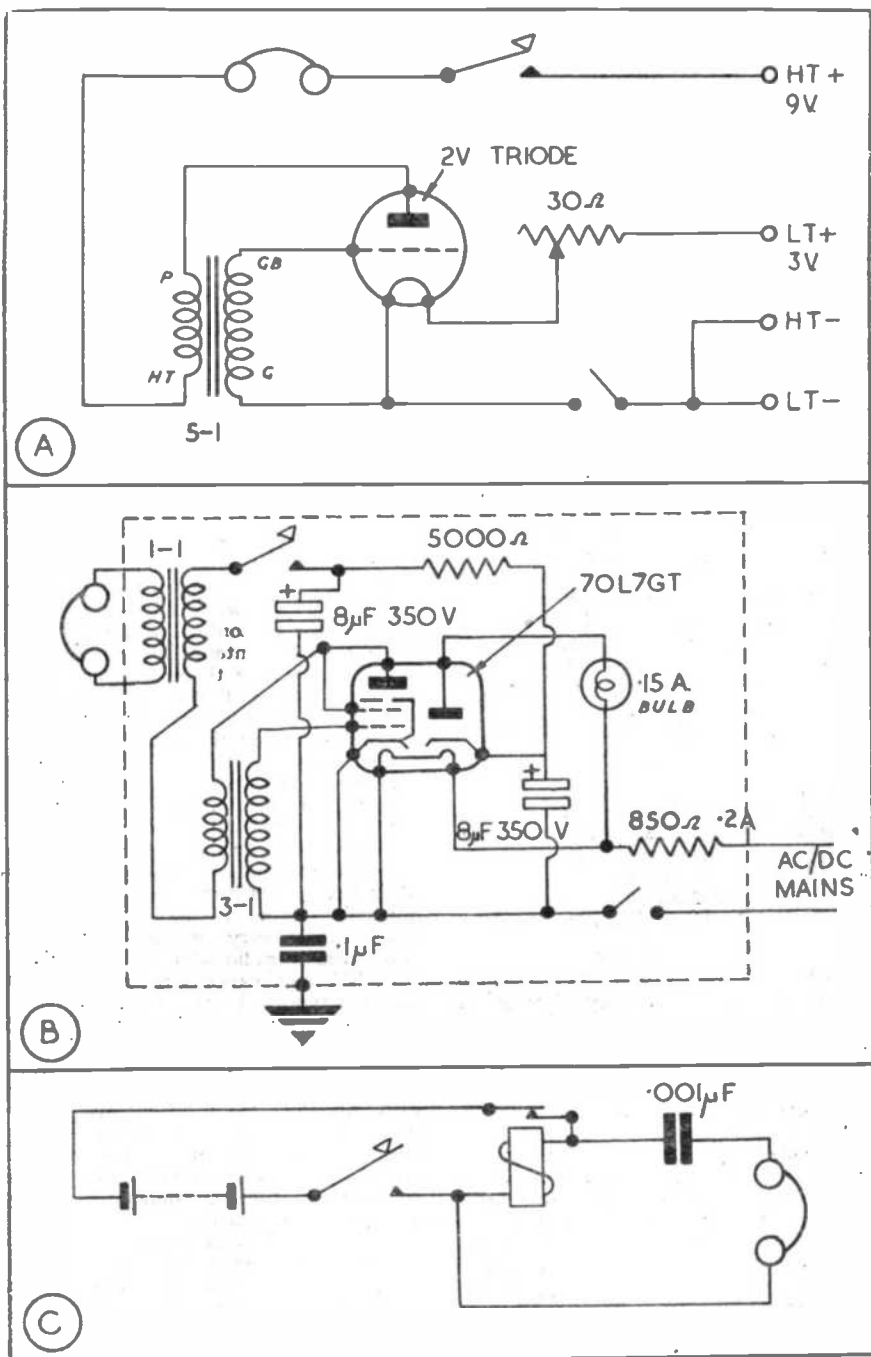 HT+
9V.
2V TRIODE
30Ω
LT+
3V
P
GB
HT
G
HT-
LT-
5-1
A
1-1
5000Ω
70L7GT
+
8μF 350V
·15 A.
BULB
+
8μF 350V
850Ω ·2A
AC/DC
MAINS
3-1
·1μF
B
·001μF
C